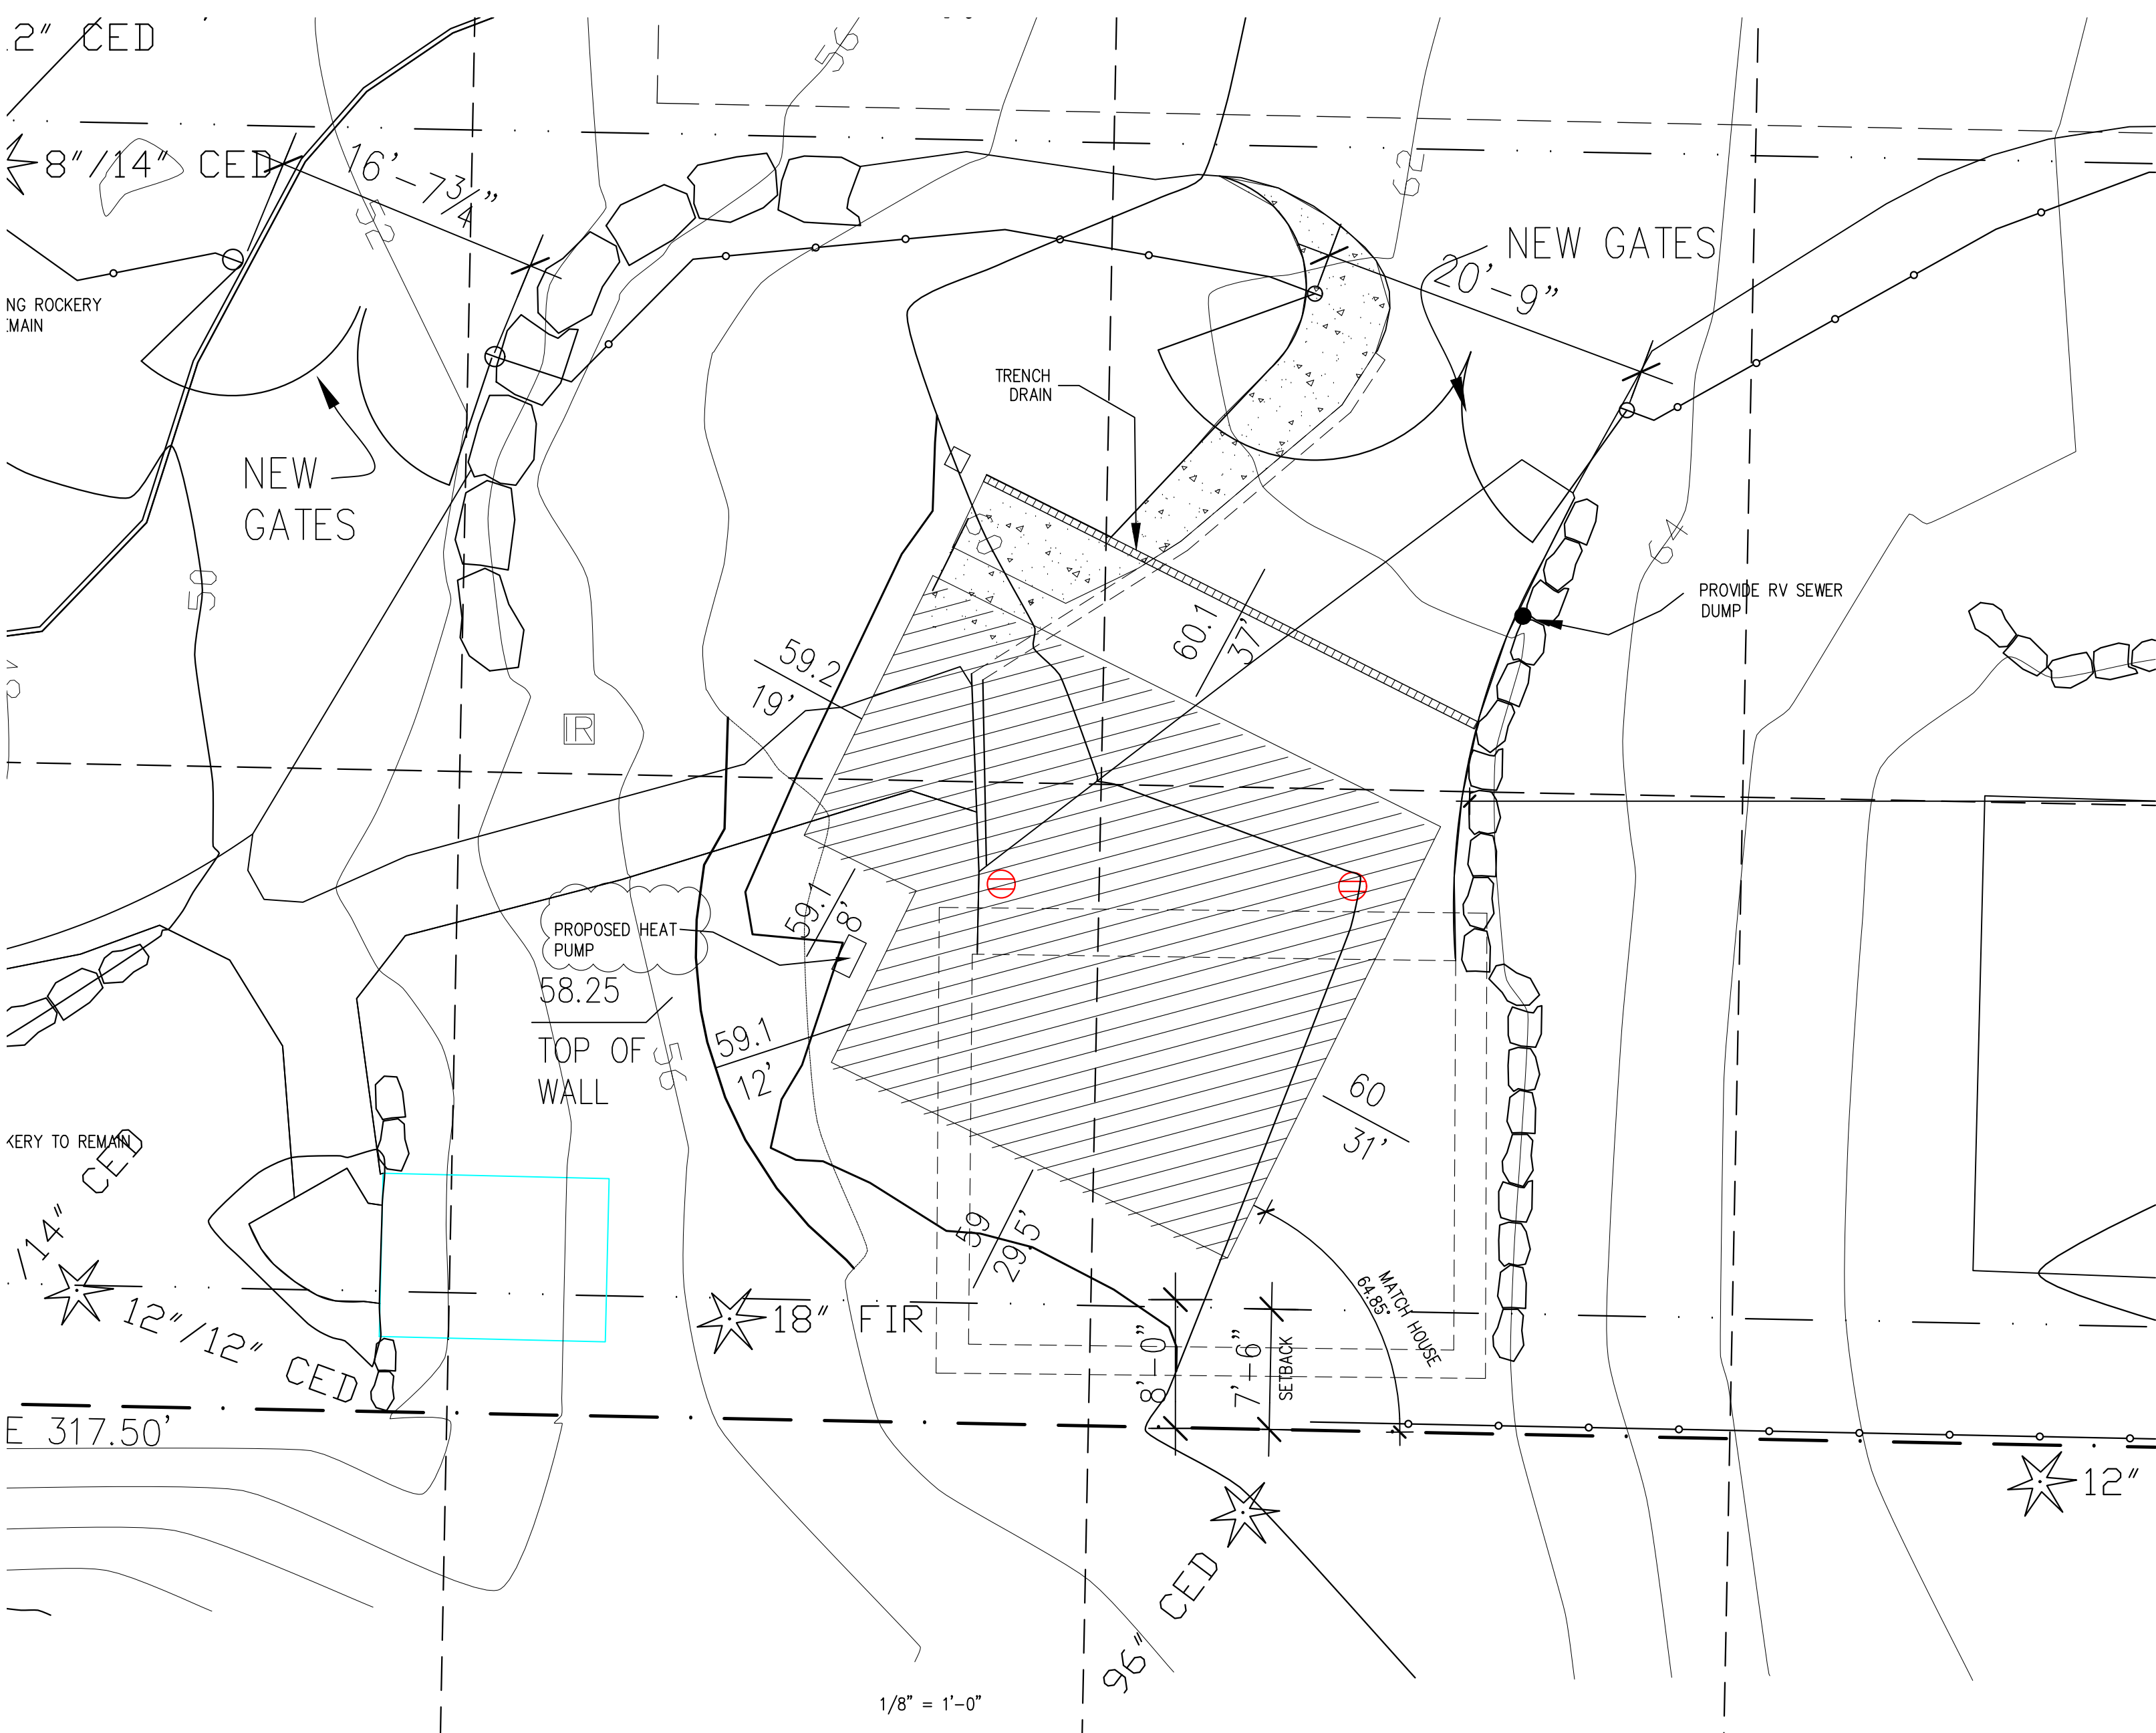 2" CED
8"/14" CED
16'-7 3/4"
56
52
NG ROCKERY
NEW GATES
20'-9"
TRENCH
DRAIN
NEW
GATES
50
64
PROVIDE RV SEWER
DUMP
59.2
19'
60.1
37'
R
59.1
8'
PROPOSED HEAT
PUMP
58.25
TOP OF
WALL
59.1
12'
60
31'
KERY TO REMAIN
/14" CED
59
29.5'
MATCH HOUSE
64.85°
12"/12" CED
18" FIR
8'-0"
7'-6"
SETBACK
E 317.50'
12"
96" CED
1/8" = 1'-0"